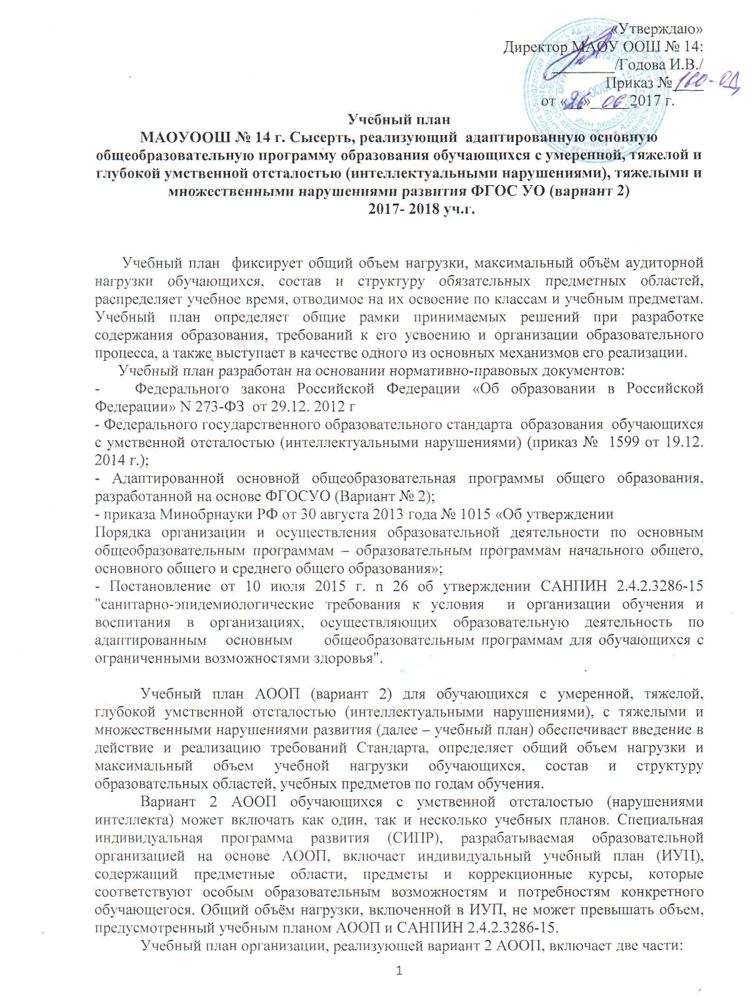 «Утверждаю»
Директор МАОУ ООШ № 14:
/Годова И.В./
Приказ № 160-ОД
от «26» 06 2017 г.
Учебный план
МАОУООШ № 14 г. Сысерть, реализующий адаптированную основную
общеобразовательную программу образования обучающихся с умеренной, тяжелой и
глубокой умственной отсталостью (интеллектуальными нарушениями), тяжелыми и
множественными нарушениями развития ФГОС УО (вариант 2)
2017- 2018 уч.г.
Учебный план фиксирует общий объем нагрузки, максимальный объём аудиторной
нагрузки обучающихся, состав и структуру обязательных предметных областей,
распределяет учебное время, отводимое на их освоение по классам и учебным предметам.
Учебный план определяет общие рамки принимаемых решений при разработке
содержания образования, требований к его усвоению и организации образовательного
процесса, а также выступает в качестве одного из основных механизмов его реализации.
Учебный план разработан на основании нормативно-правовых документов:
- Федерального закона Российской Федерации «Об образовании в Российской
Федерации» N 273-ФЗ от 29.12. 2012 г
- Федерального государственного образовательного стандарта образования обучающихся
с умственной отсталостью (интеллектуальными нарушениями) (приказ № 1599 от 19.12.
2014 г.);
- Адаптированной основной общеобразовательная программы общего образования,
разработанной на основе ФГОСУО (Вариант № 2);
- приказа Минобрнауки РФ от 30 августа 2013 года № 1015 «Об утверждении
Порядка организации и осуществления образовательной деятельности по основным
общеобразовательным программам – образовательным программам начального общего,
основного общего и среднего общего образования»;
- Постановление от 10 июля 2015 г. n 26 об утверждении САНПИН 2.4.2.3286-15
"санитарно-эпидемиологические требования к условия и организации обучения и
воспитания в организациях, осуществляющих образовательную деятельность по
адаптированным основным общеобразовательным программам для обучающихся с
ограниченными возможностями здоровья".
Учебный план АООП (вариант 2) для обучающихся с умеренной, тяжелой,
глубокой умственной отсталостью (интеллектуальными нарушениями), с тяжелыми и
множественными нарушениями развития (далее – учебный план) обеспечивает введение в
действие и реализацию требований Стандарта, определяет общий объем нагрузки и
максимальный объем учебной нагрузки обучающихся, состав и структуру
образовательных областей, учебных предметов по годам обучения.
Вариант 2 АООП обучающихся с умственной отсталостью (нарушениями
интеллекта) может включать как один, так и несколько учебных планов. Специальная
индивидуальная программа развития (СИПР), разрабатываемая образовательной
организацией на основе АООП, включает индивидуальный учебный план (ИУП),
содержащий предметные области, предметы и коррекционные курсы, которые
соответствуют особым образовательным возможностям и потребностям конкретного
обучающегося. Общий объём нагрузки, включенной в ИУП, не может превышать объем,
предусмотренный учебным планом АООП и САНПИН 2.4.2.3286-15.
Учебный план организации, реализующей вариант 2 АООП, включает две части:
1